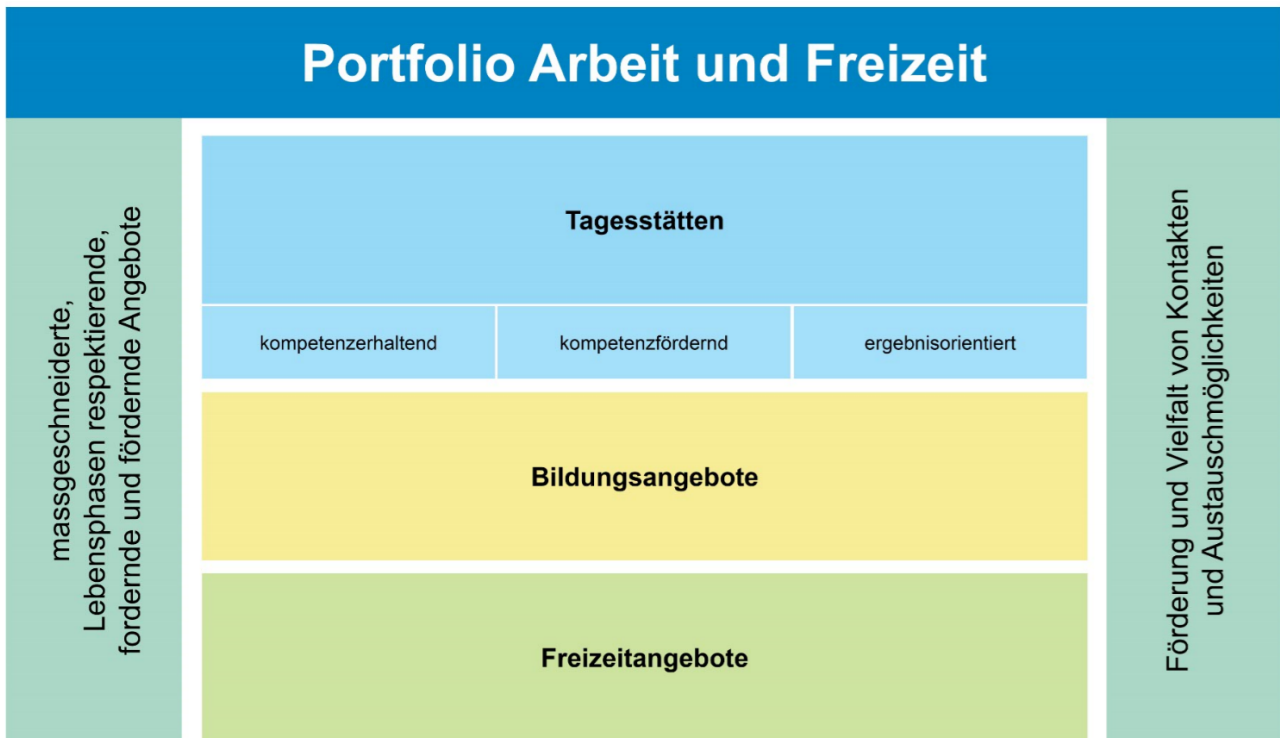 Portfolio Arbeit und Freizeit
massgeschneiderte,
Lebensphasen respektierende,
fordernde und fördernde Angebote
Tagesstätten
kompetenzerhaltend
kompetenzfördernd
ergebnisorientiert
Bildungsangebote
Freizeitangebote
Förderung und Vielfalt von Kontakten
und Austauschmöglichkeiten